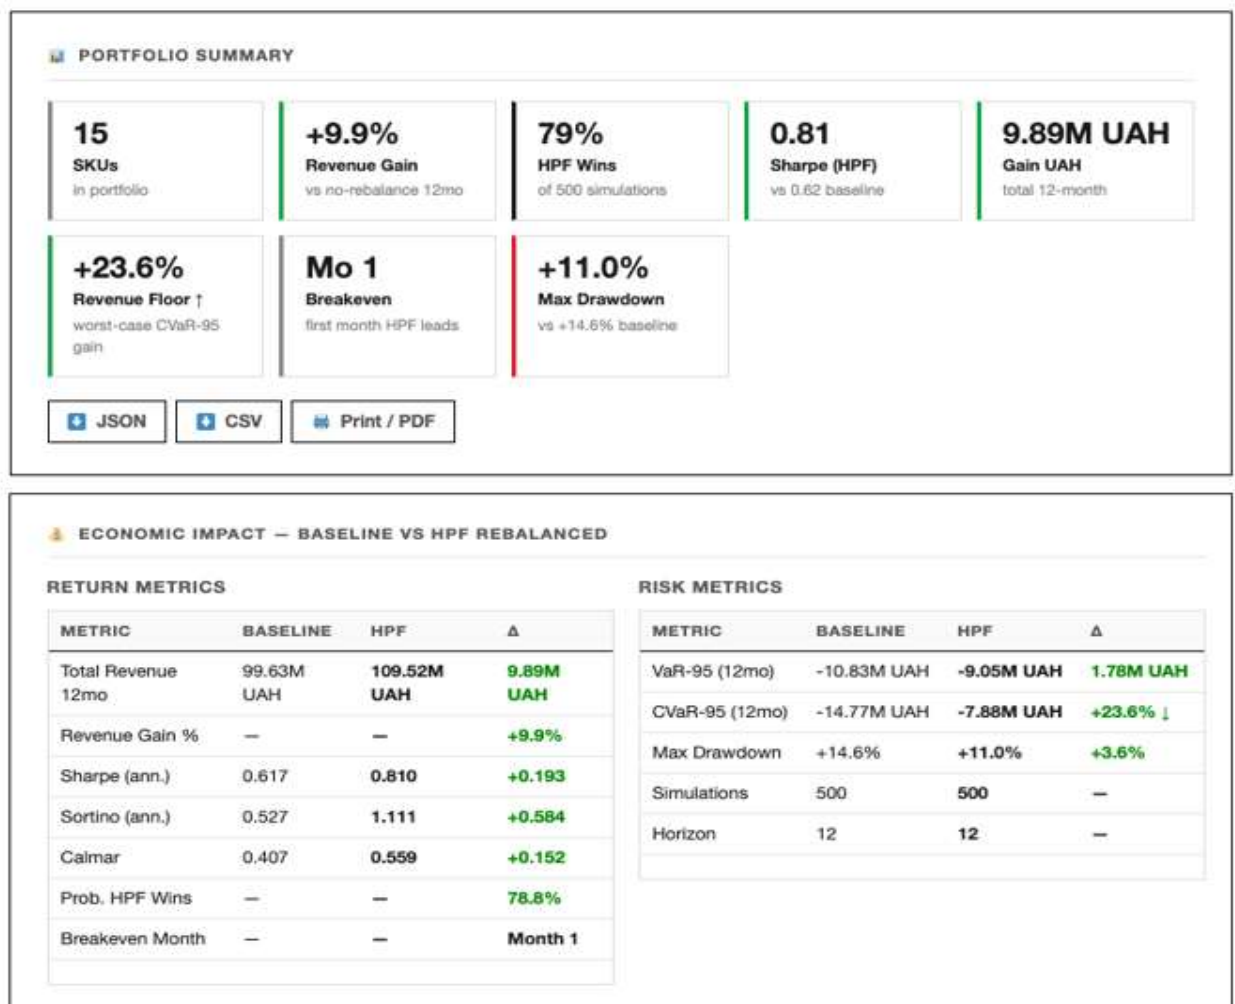 PORTFOLIO SUMMARY
15
SKUs
in portfolio
+9.9%
Revenue Gain
vs no-rebalance 12mo
79%
HPF Wins
of 500 simulations
0.81
Sharpe (HPF)
vs 0.62 baseline
9.89M UAH
Gain UAH
total 12-month
+23.6%
Revenue Floor ↑
worst-case CVaR-95
gain
Mo 1
Breakeven
first month HPF leads
+11.0%
Max Drawdown
vs +14.6% baseline
JSON
CSV
Print / PDF
ECONOMIC IMPACT — BASELINE VS HPF REBALANCED
RETURN METRICS
METRIC BASELINE HPF Δ
Total Revenue 99.63M 109.52M 9.89M
12mo UAH UAH UAH
Revenue Gain % — — +9.9%
Sharpe (ann.) 0.617 0.810 +0.193
Sortino (ann.) 0.527 1.111 +0.584
Calmar 0.407 0.559 +0.152
Prob. HPF Wins — — 78.8%
Breakeven Month — — Month 1
RISK METRICS
METRIC BASELINE HPF Δ
VaR-95 (12mo) -10.83M UAH -9.05M UAH 1.78M UAH
CVaR-95 (12mo) -14.77M UAH -7.88M UAH +23.6% ↓
Max Drawdown +14.6% +11.0% +3.6%
Simulations 500 500 —
Horizon 12 12 —